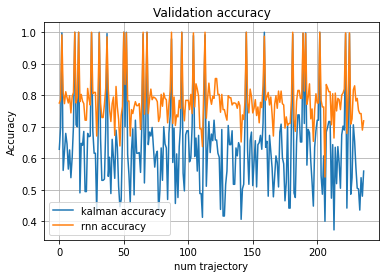 Validation accuracy
1.0
0.9
0.8
0.7
0.6
0.5
0.4
Accuracy
kalman accuracy
rnn accuracy
0
50
100
150
200
num trajectory